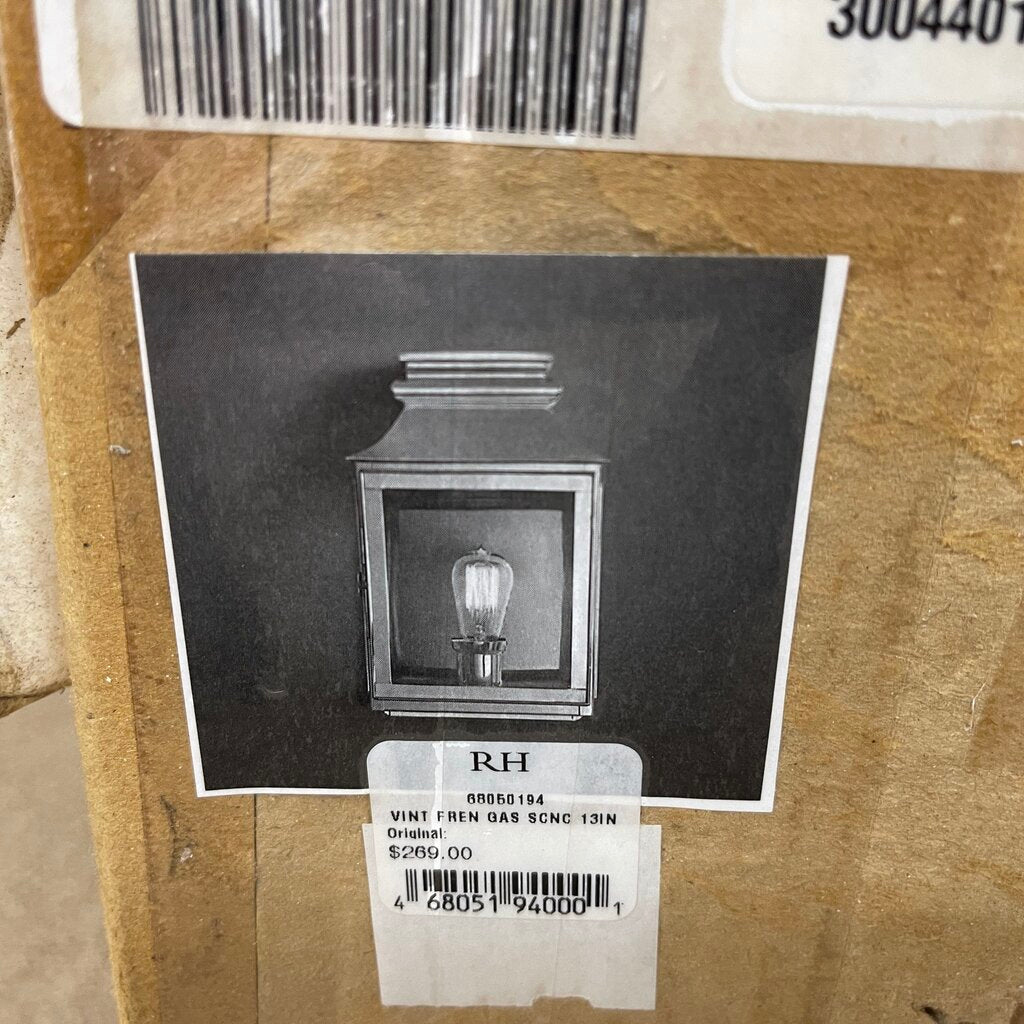 3004401
RH
68050194
VINT FREN GAS SCNC 13IN
Original:
$269.00
4 68051 94000 1